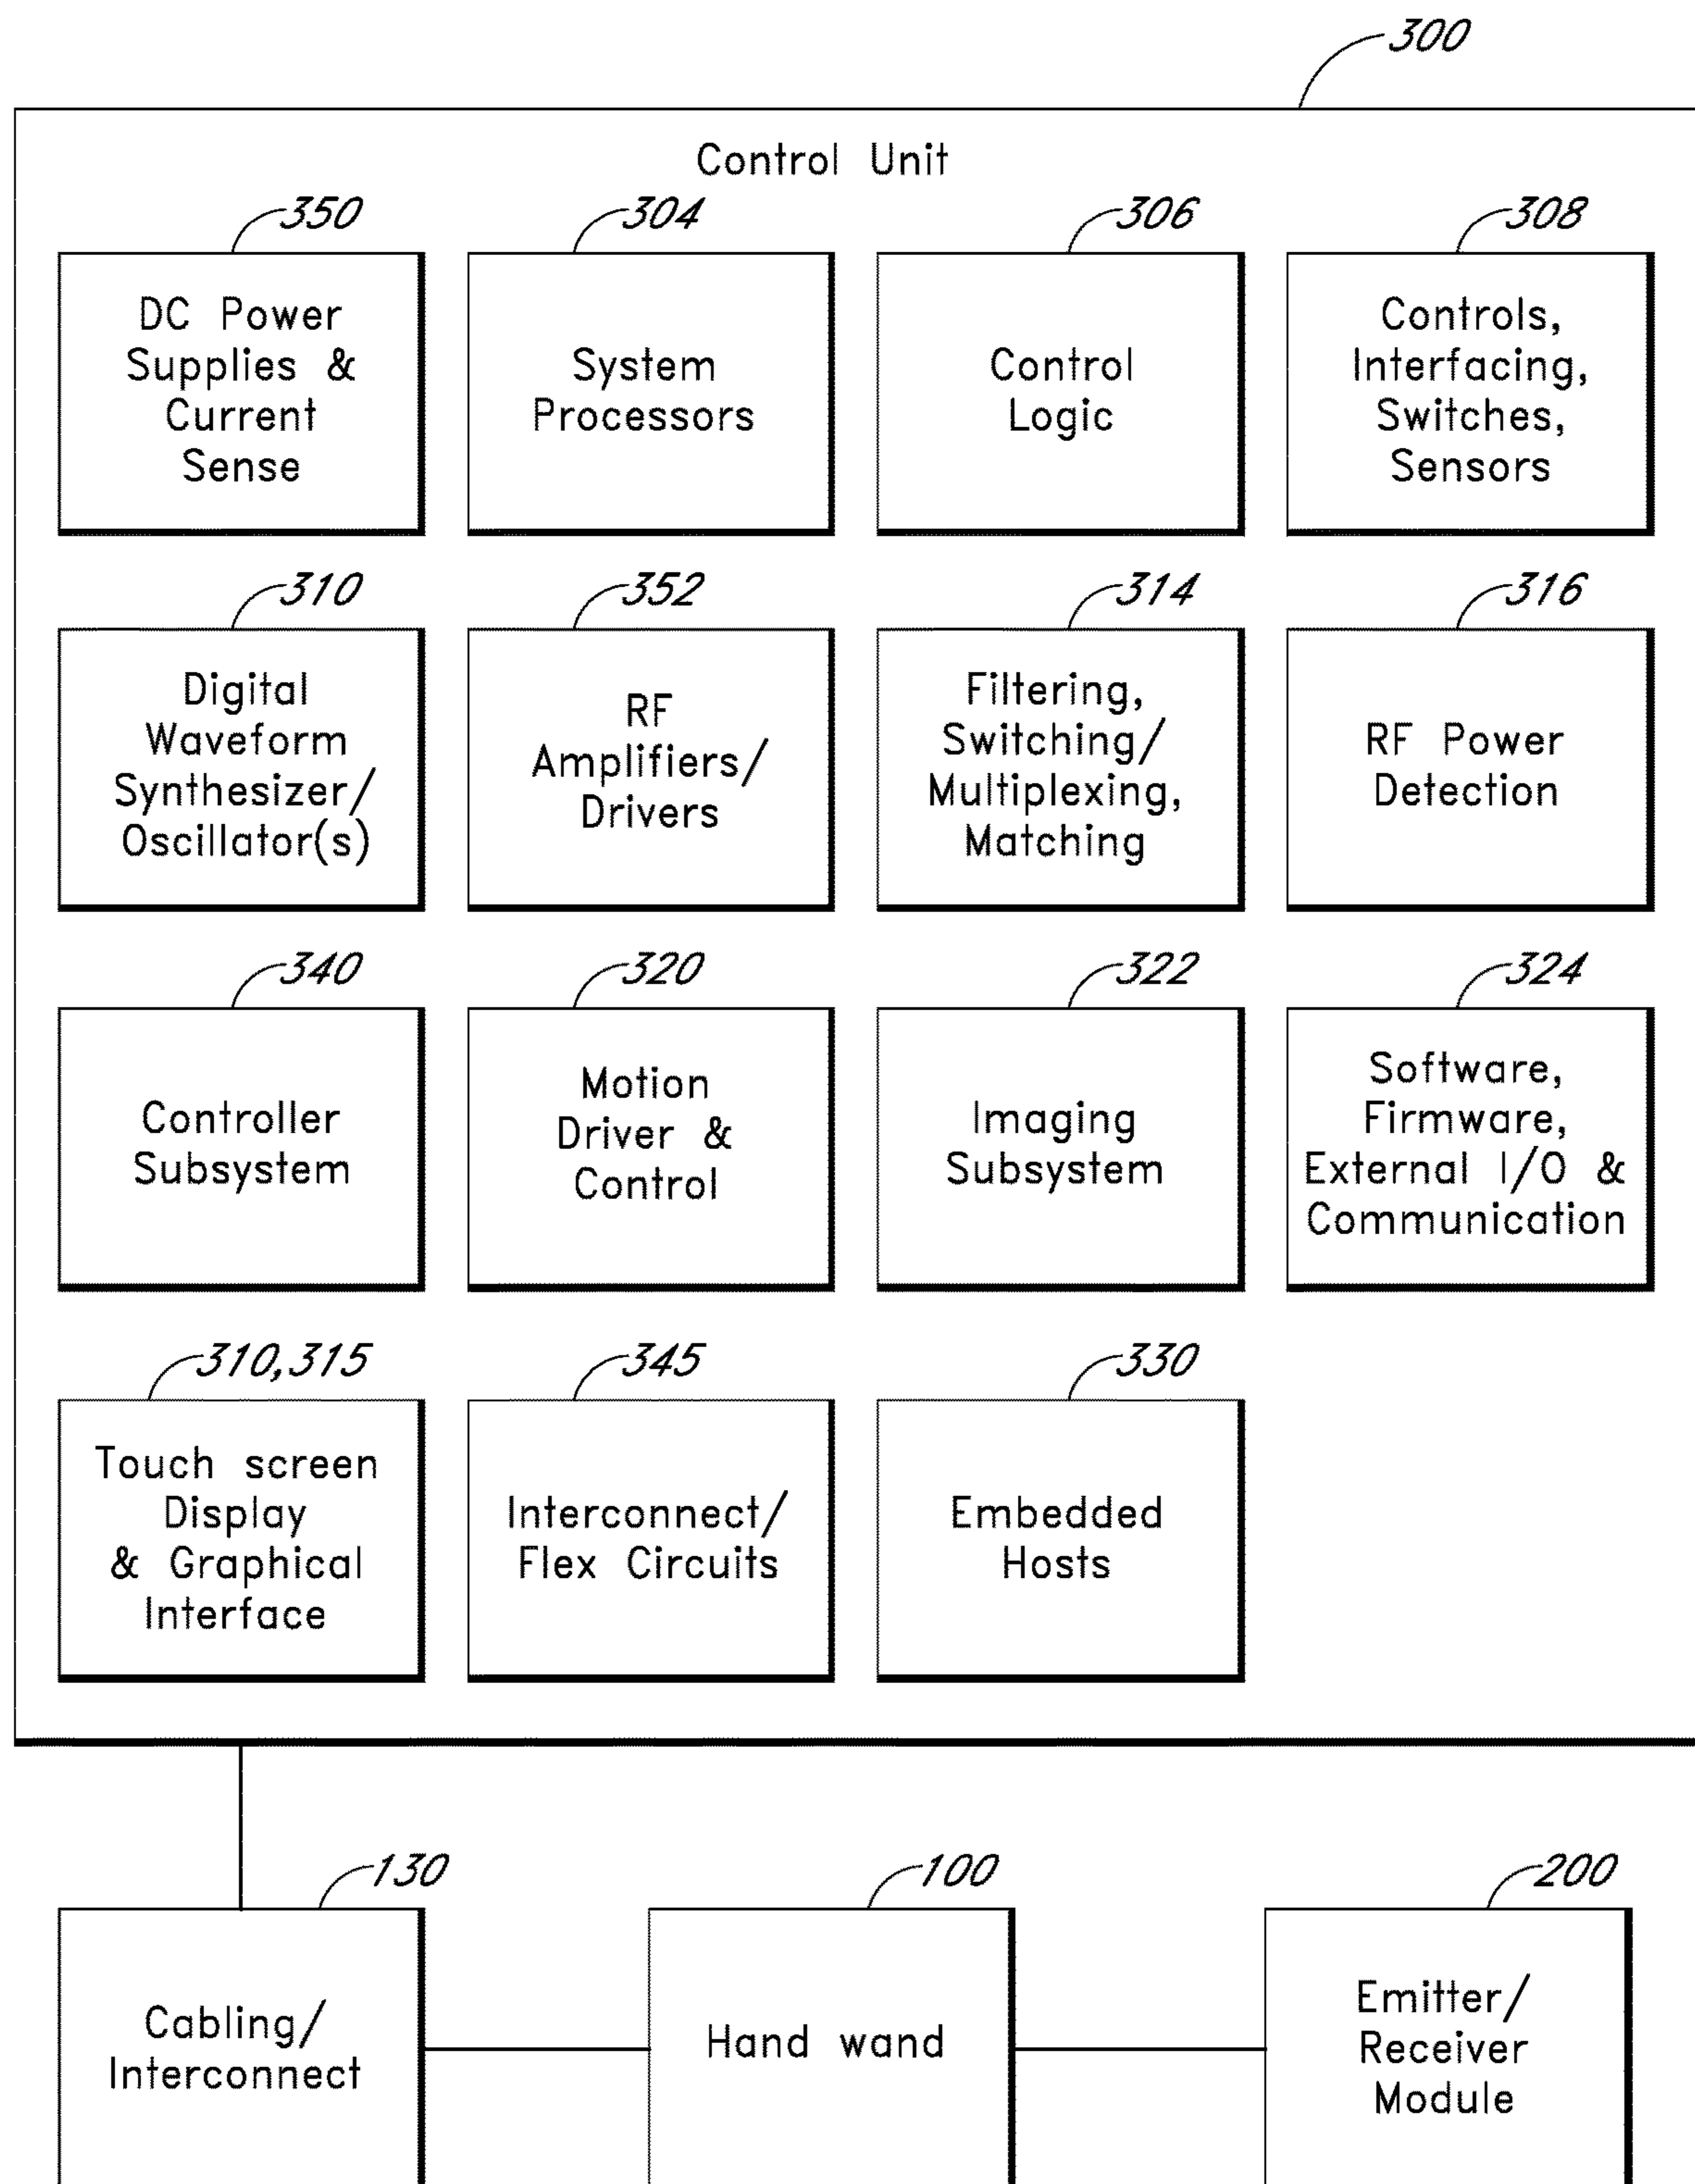 300
Control Unit
350
DC Power
Supplies &
Current
Sense
304
System
Processors
306
Control
Logic
308
Controls,
Interfacing,
Switches,
Sensors
310
Digital
Waveform
Synthesizer/
Oscillator(s)
352
RF
Amplifiers/
Drivers
314
Filtering,
Switching/
Multiplexing,
Matching
316
RF Power
Detection
340
Controller
Subsystem
320
Motion
Driver &
Control
322
Imaging
Subsystem
324
Software,
Firmware,
External I/O &
Communication
310,315
Touch screen
Display
& Graphical
Interface
345
Interconnect/
Flex Circuits
330
Embedded
Hosts
130
Cabling/
Interconnect
100
Hand wand
200
Emitter/
Receiver
Module